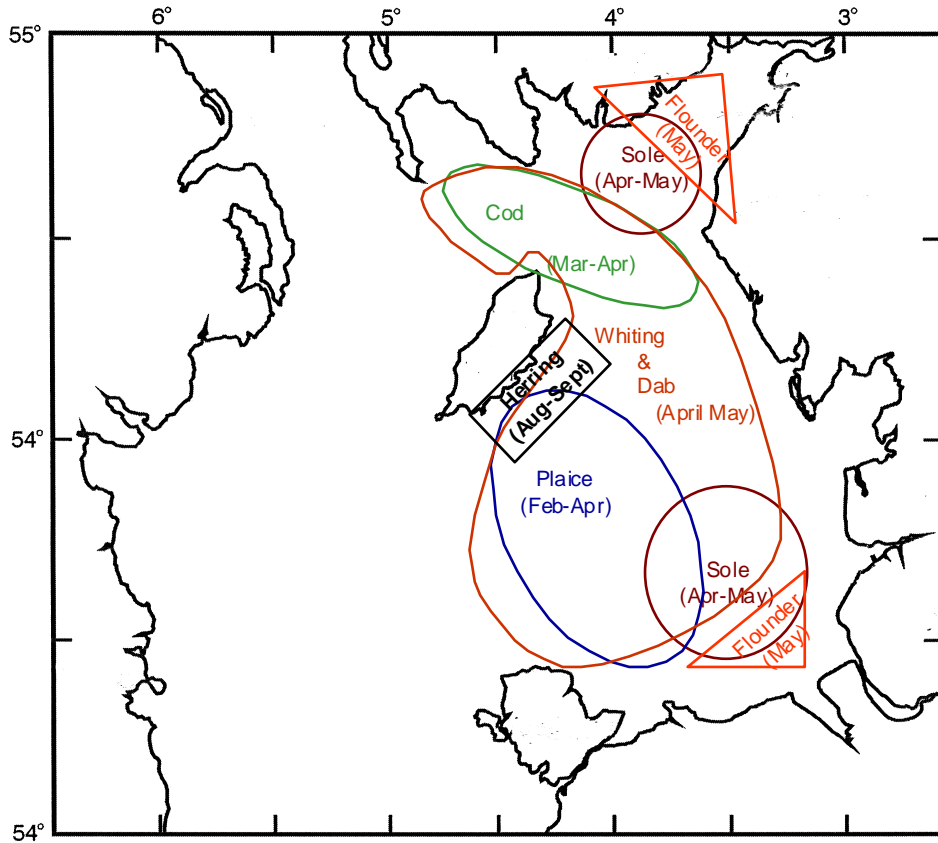 6°
5°
4°
3°
55°
Flounder
(May)
Sole
(Apr-May)
Cod
(Mar-Apr)
Whiting
&
Dab
(April May)
Herring
(Aug-Sept)
54°
Plaice
(Feb-Apr)
Sole
(Apr-May)
Flounder
(May)
54°